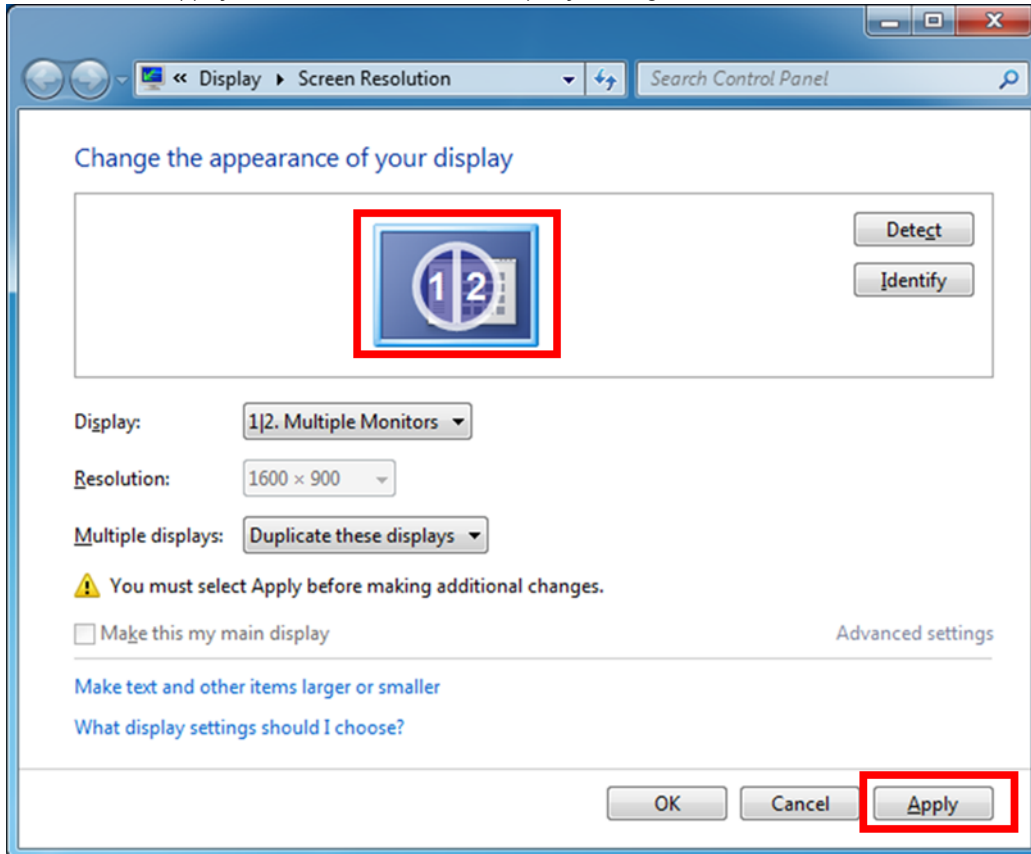 « Display ▸ Screen Resolution Search Control Panel
Change the appearance of your display
1|2
Detect
Identify
Display: 1|2. Multiple Monitors
Resolution: 1600 × 900
Multiple displays: Duplicate these displays
You must select Apply before making additional changes.
Make this my main display Advanced settings
Make text and other items larger or smaller
What display settings should I choose?
OK Cancel Apply